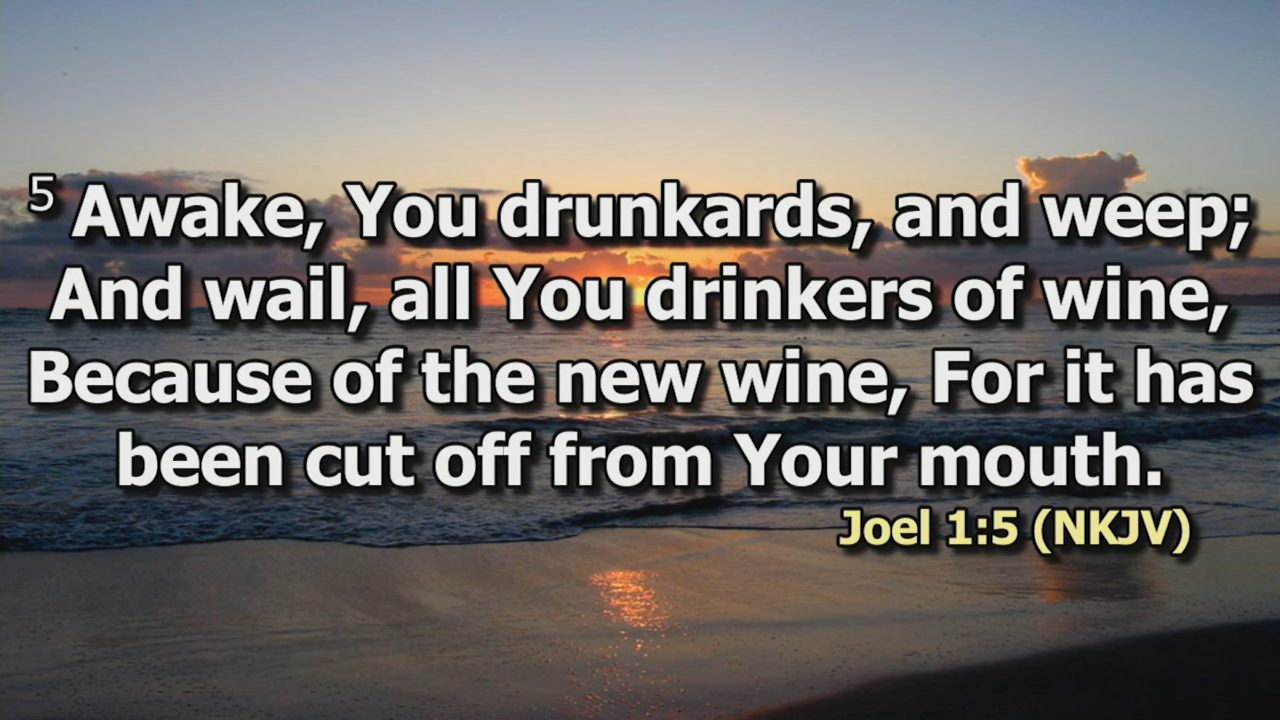 5 Awake, You drunkards, and weep;
And wail, all You drinkers of wine,
Because of the new wine, For it has
been cut off from Your mouth.
Joel 1:5 (NKJV)